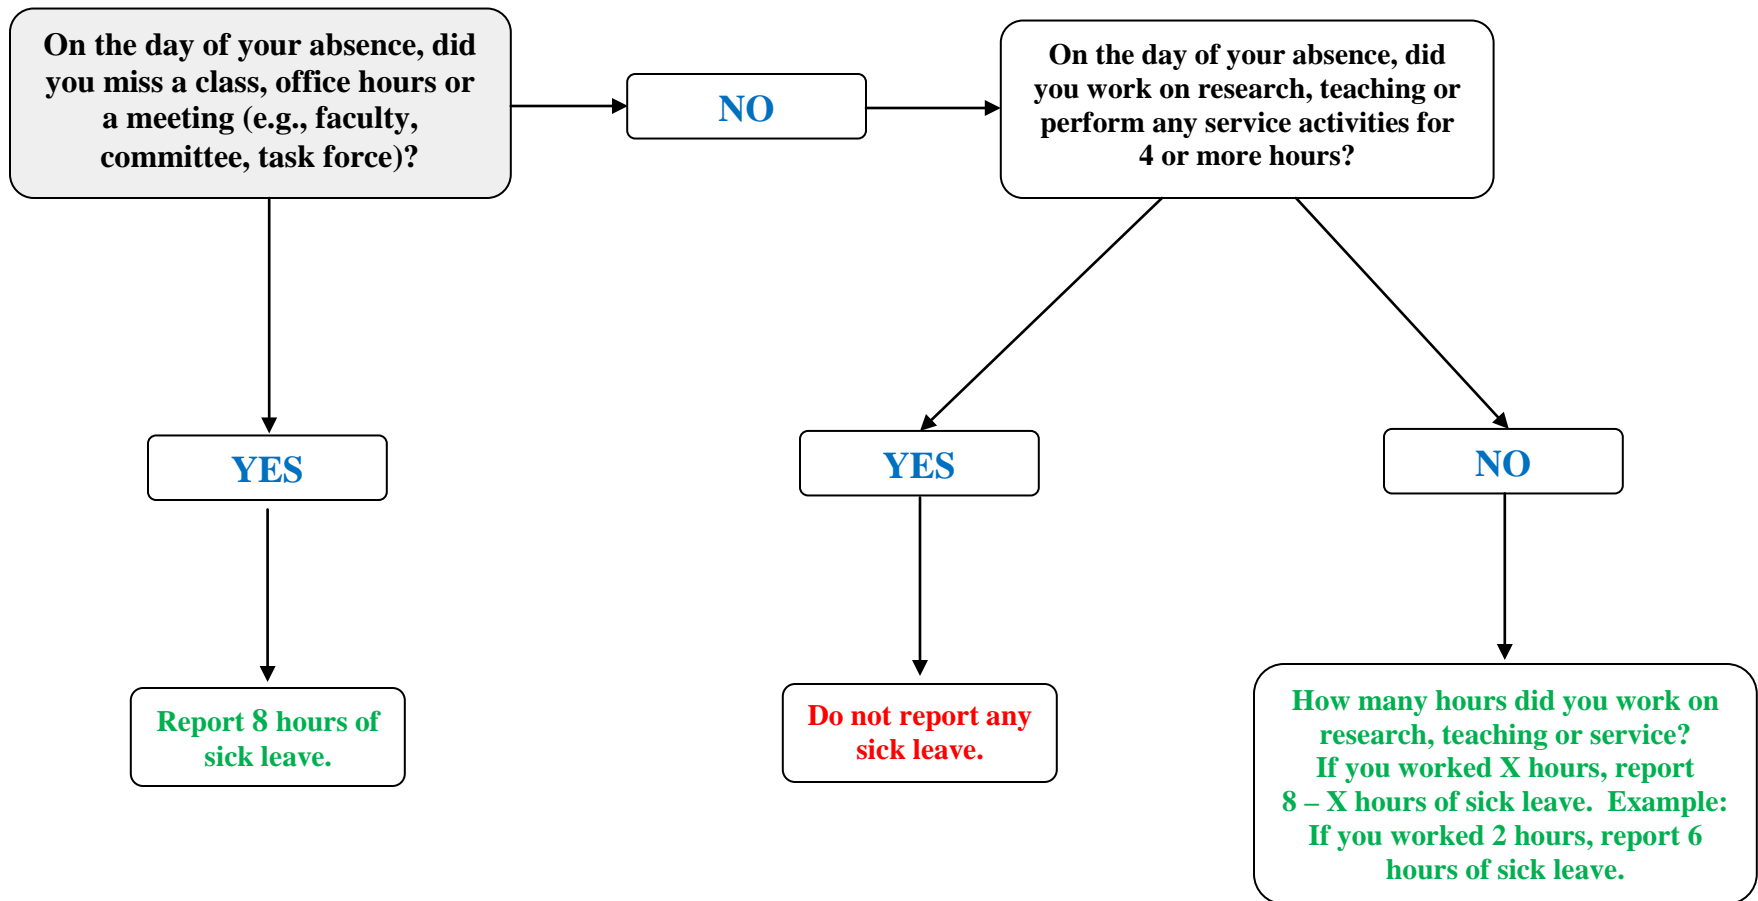 On the day of your absence, did
you miss a class, office hours or
a meeting (e.g., faculty,
committee, task force)?
NO
On the day of your absence, did
you work on research, teaching or
perform any service activities for
4 or more hours?
YES
YES
NO
Report 8 hours of
sick leave.
Do not report any
sick leave.
How many hours did you work on
research, teaching or service?
If you worked X hours, report
8 – X hours of sick leave.  Example:
If you worked 2 hours, report 6
hours of sick leave.